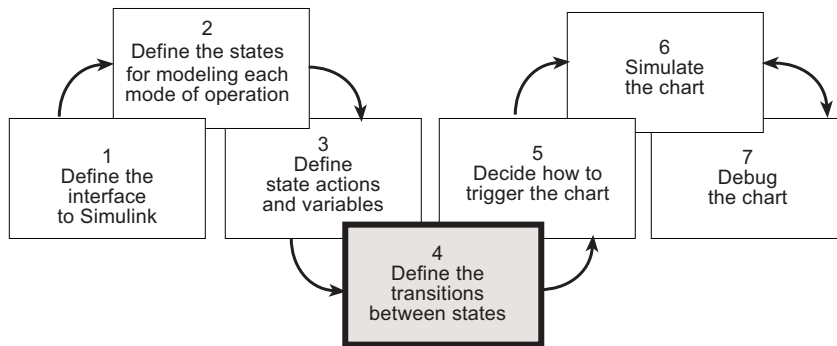 1
Define the
interface
to Simulink
2
Define the states
for modeling each
mode of operation
3
Define
state actions
and variables
4
Define the
transitions
between states
5
Decide how to
trigger the chart
6
Simulate
the chart
7
Debug
the chart